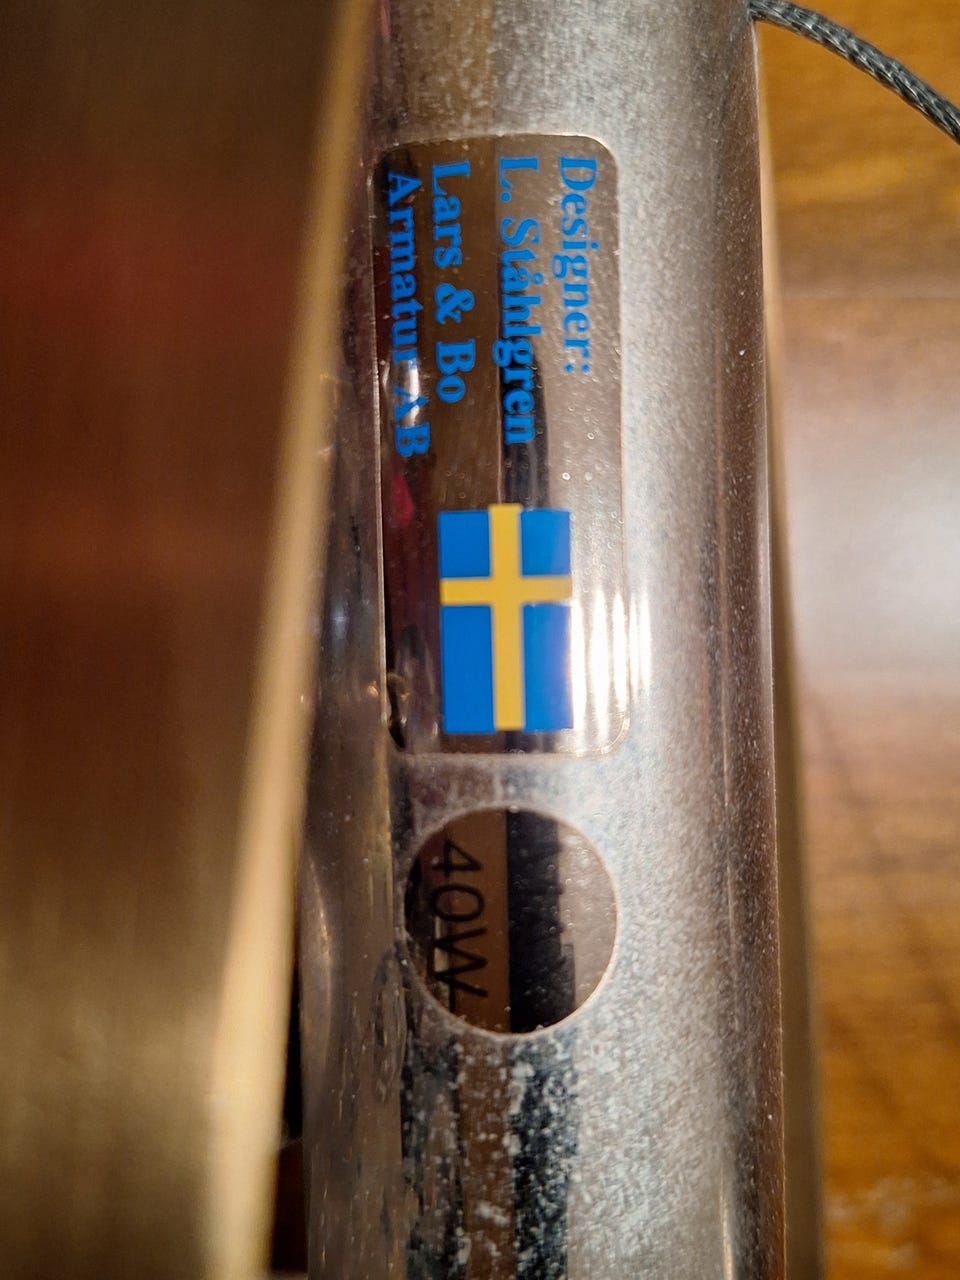 Designer:
L. Ståhlgren
Lars & Bo
Armatur AB
40W